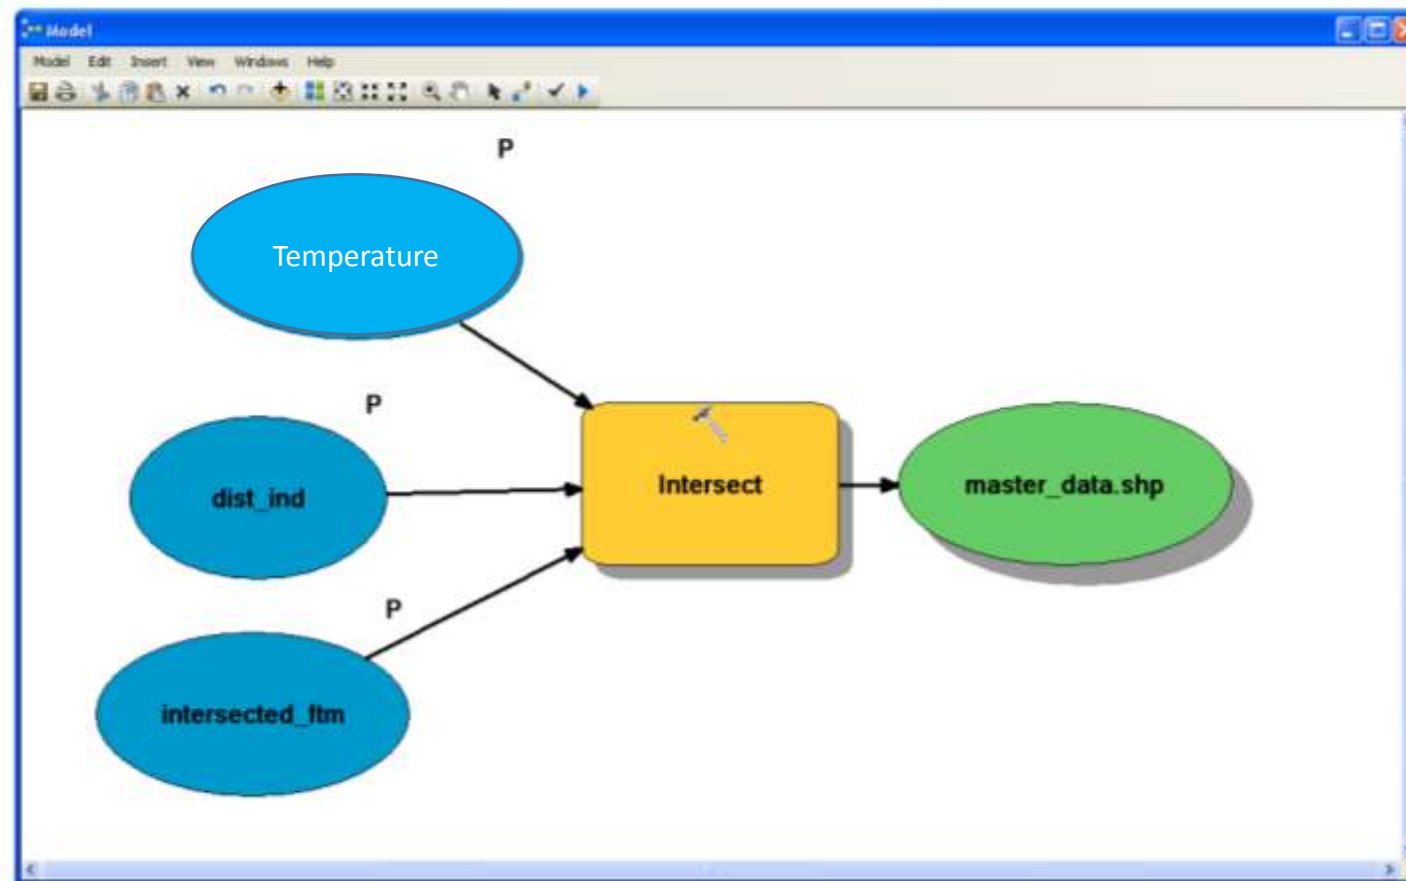 Model
Model Edit Insert View Windows Help
P
Temperature
P
dist_ind
Intersect
master_data.shp
P
intersected_ftm